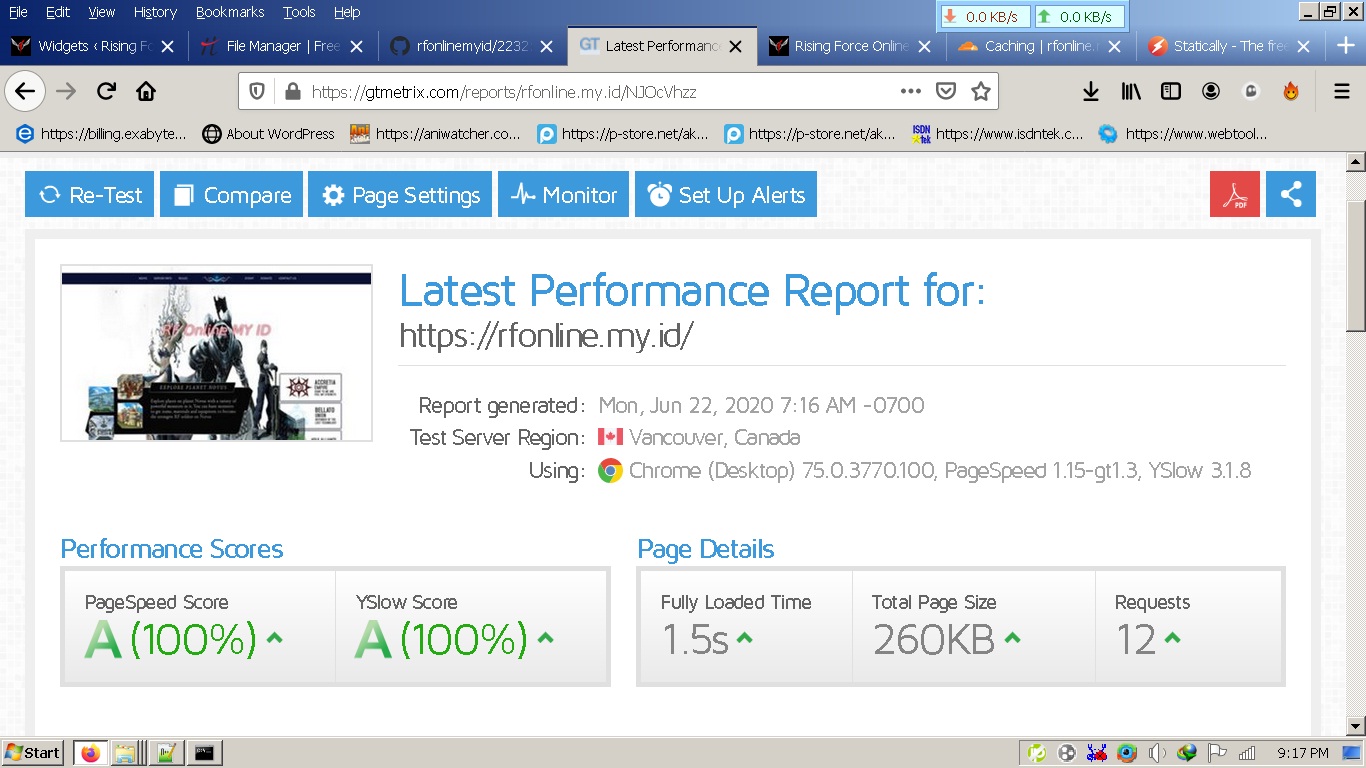 File Edit View History Bookmarks Tools Help
0.0 KB/s 0.0 KB/s
Widgets ‹ Rising Fo
File Manager | Free
rfonlinemyid/2232
GT Latest Performanc
Rising Force Online
Caching | rfonline.
Statically - The free
https://gtmetrix.com/reports/rfonline.my.id/NJOcVhzz
https://billing.exabyte...
About WordPress
https://aniwatcher.co...
https://p-store.net/ak...
https://p-store.net/ak...
ISDN tek https://www.isdntek.c...
https://www.webtool...
Re-Test
Compare
Page Settings
Monitor
Set Up Alerts
PDF
Latest Performance Report for:
https://rfonline.my.id/
RF Online MY ID
EXPLORE PLANET NOVUS
ACCRETIA EMPIRE
BELLATO UNION
Report generated: Mon, Jun 22, 2020 7:16 AM -0700
Test Server Region: Vancouver, Canada
Using: Chrome (Desktop) 75.0.3770.100, PageSpeed 1.15-gt1.3, YSlow 3.1.8
Performance Scores
PageSpeed Score
A (100%)
YSlow Score
A (100%)
Page Details
Fully Loaded Time
1.5s
Total Page Size
260KB
Requests
12
Start
9:17 PM